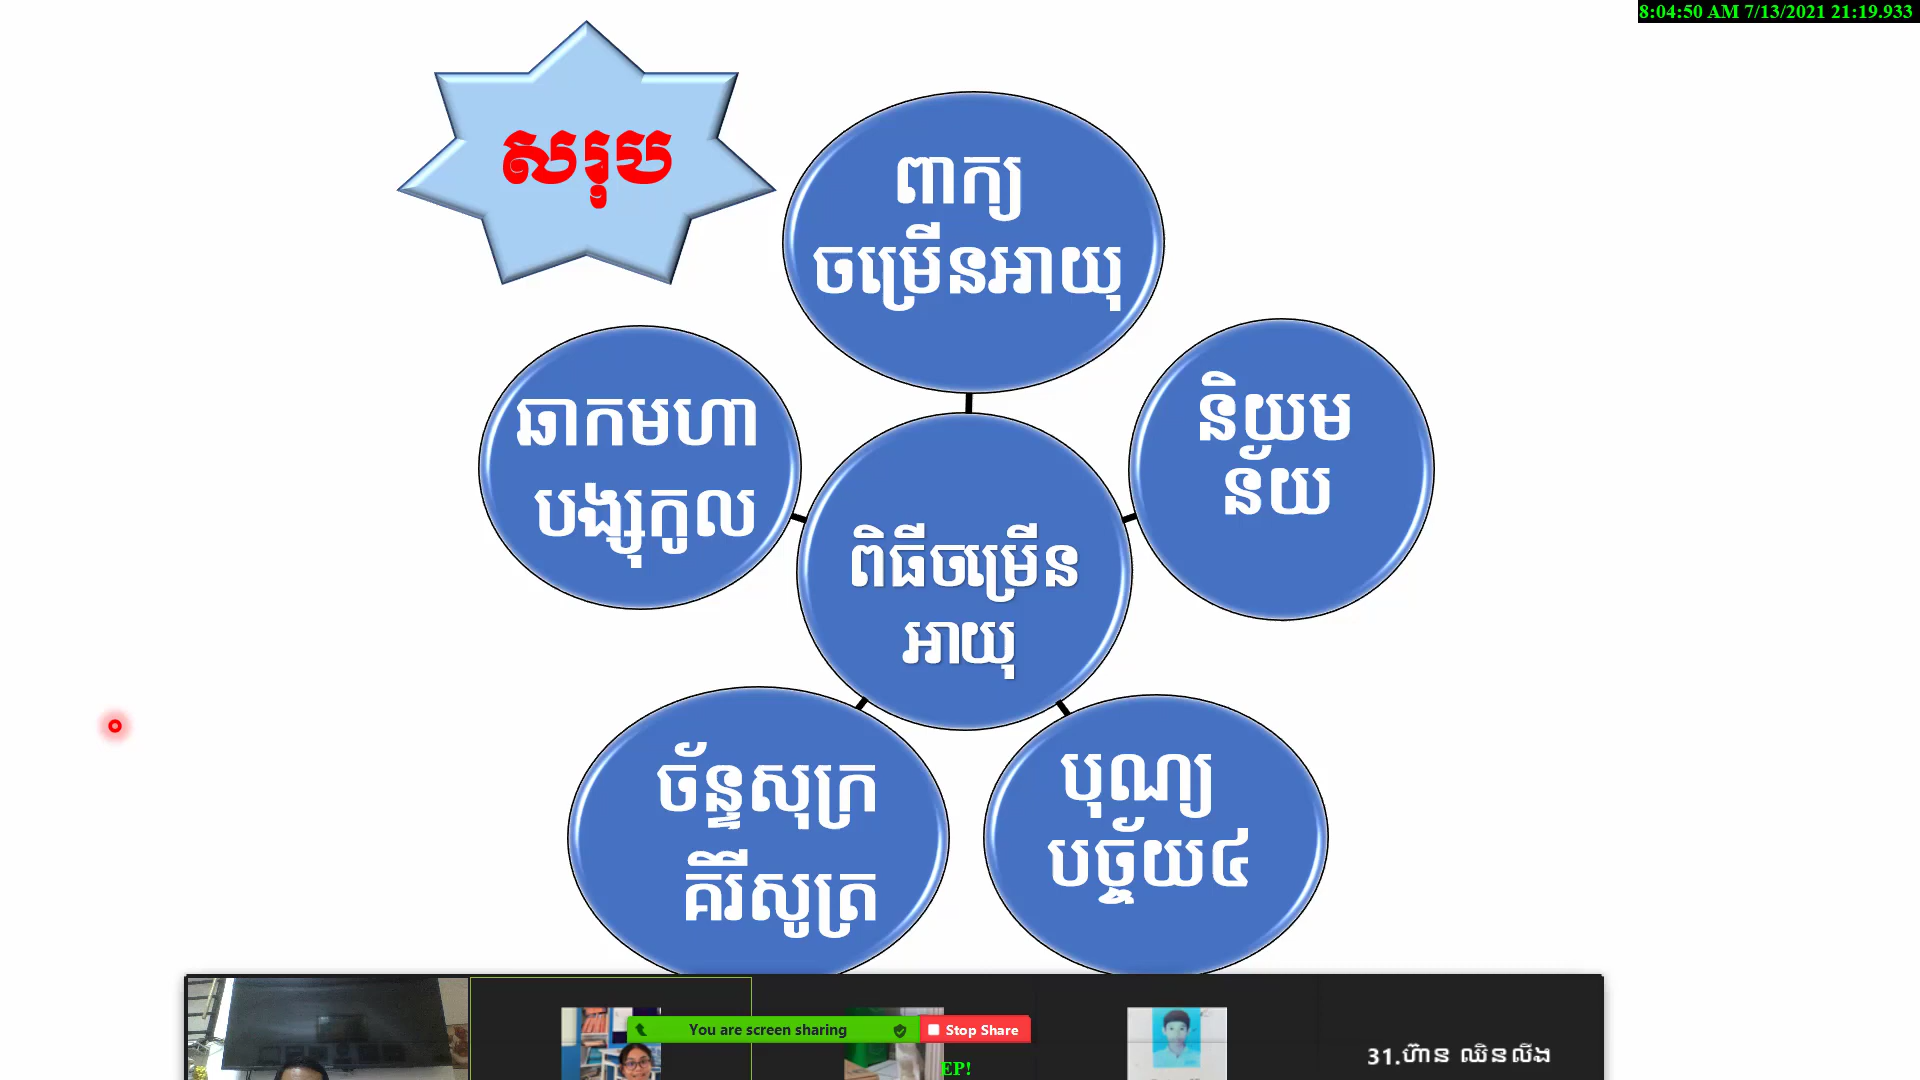 8:04:50 AM 7/13/2021 21:19.933
សរុប
ពាក្យ
ចម្រើនអាយុ
ឆាកមហា
បង្សុកូល
និយម
ន័យ
ពិធីចម្រើន
អាយុ
ច័ន្ទសុក្រ
គិរីសូត្រ
បុណ្យ
បច្ច័យ៤
You are screen sharing
Stop Share
EP!
31.ហ៊ាន ឈិនលីង